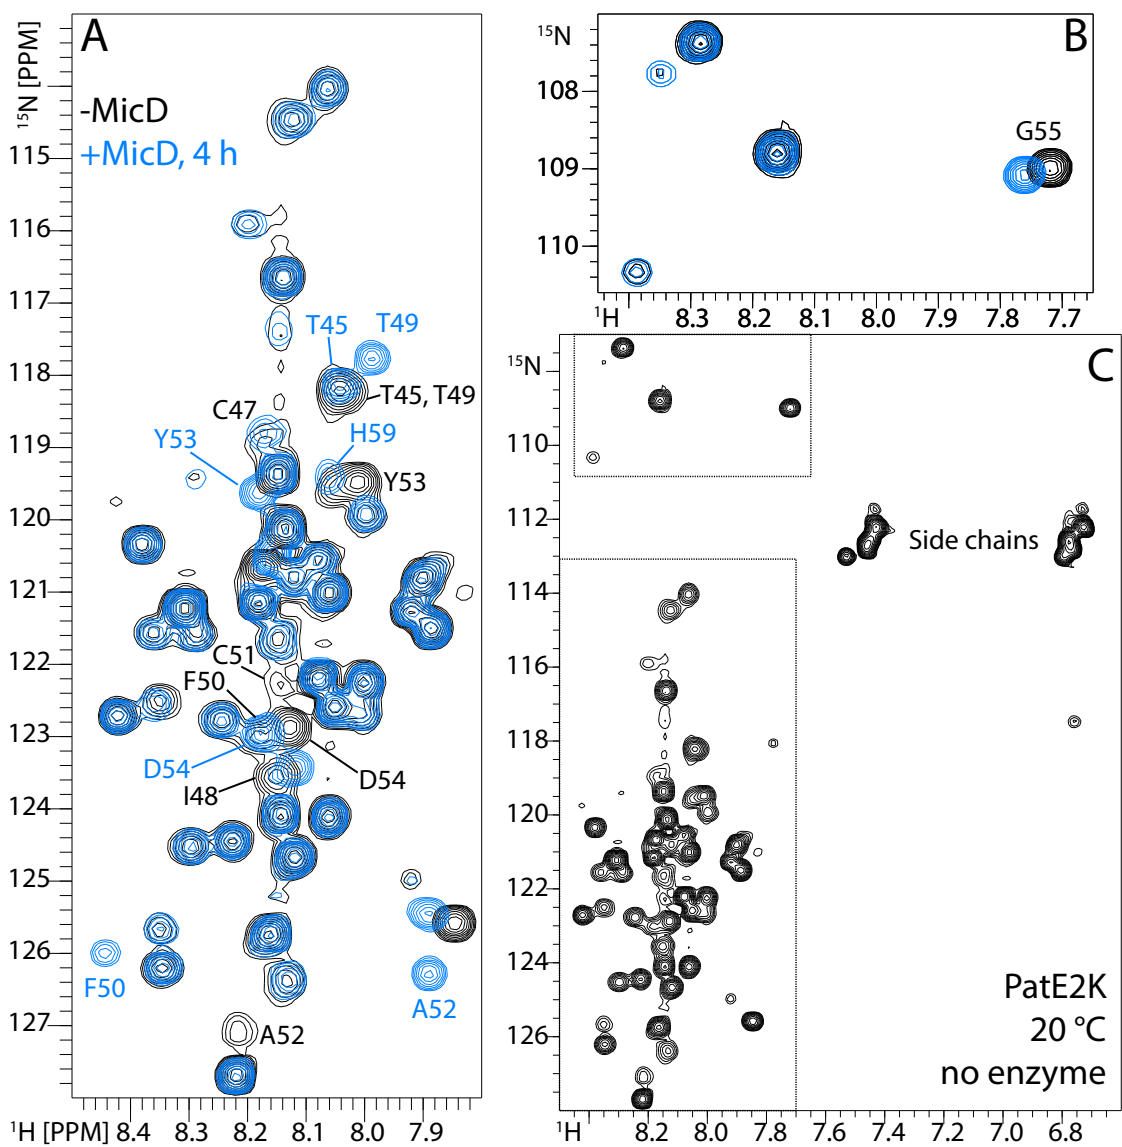 A
¹⁵N [PPM]
-MicD
+MicD, 4 h
115
116
117
118
119
120
121
122
123
124
125
126
127
T45
T49
T45, T49
C47
Y53
H59
Y53
C51
F50
D54
D54
I48
F50
A52
A52
¹H [PPM]
8.4 8.3 8.2 8.1 8.0 7.9
B
¹⁵N
108
109
110
G55
¹H
8.3 8.2 8.1 8.0 7.9 7.8 7.7
C
¹⁵N
110
112
114
116
118
120
122
124
126
Side chains
PatE2K
20 °C
no enzyme
¹H
8.2 8.0 7.8 7.6 7.4 7.2 7.0 6.8